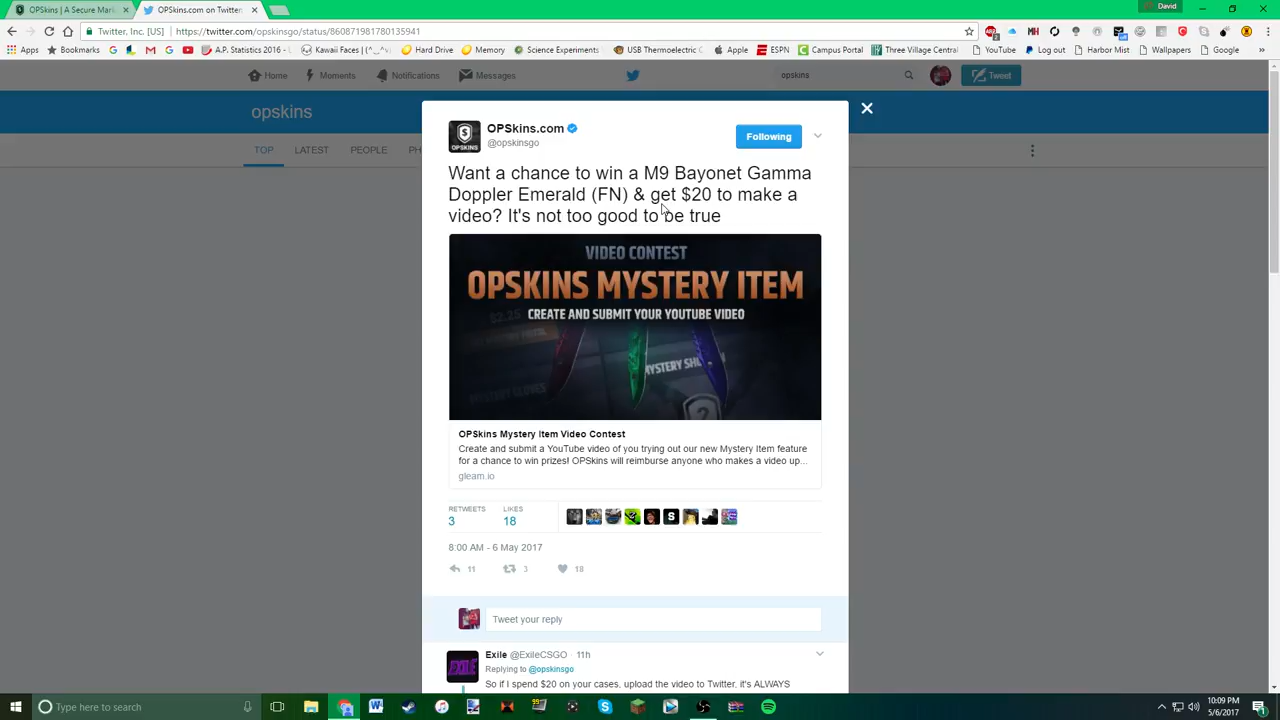 OPSkins | A Secure Mark
OPSkins.com on Twitter:
David
Twitter, Inc. [US]
https://twitter.com/opskinsgo/status/860871981780135941
Apps
Bookmarks
A.P. Statistics 2016 -
Kawaii Faces | (^_^
Hard Drive
Memory
Science Experiments
USB Thermoelectric G
Apple
ESPN
Campus Portal
Three Village Central
YouTube
Log out
Harbor Mist
Wallpapers
Google
Home
Moments
Notifications
Messages
opskins
Tweet
opskins
TOP
LATEST
PEOPLE
PH
OPSkins.com
@opskinsgo
Following
Want a chance to win a M9 Bayonet Gamma
Doppler Emerald (FN) & get $20 to make a
video? It's not too good to be true
VIDEO CONTEST
OPSKINS MYSTERY ITEM
CREATE AND SUBMIT YOUR YOUTUBE VIDEO
$2.25
MYSTERY
MYSTERY GLOVES
OPSkins Mystery Item Video Contest
Create and submit a YouTube video of you trying out our new Mystery Item feature
for a chance to win prizes! OPSkins will reimburse anyone who makes a video up...
gleam.io
RETWEETS
3
LIKES
18
8:00 AM - 6 May 2017
11
3
18
Tweet your reply
Exile @ExileCSGO · 11h
Replying to @opskinsgo
So if I spend $20 on your cases, upload the video to Twitter, it's ALWAYS
Type here to search
10:09 PM
5/6/2017